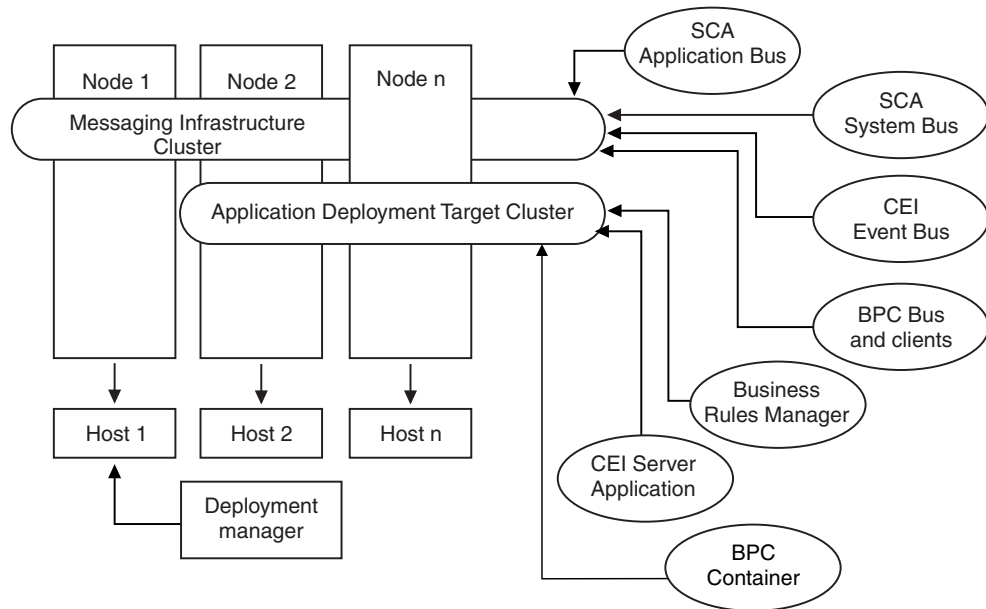 Node 1
Node 2
Node n
SCA
Application Bus
Messaging Infrastructure
Cluster
SCA
System Bus
Application Deployment Target Cluster
CEI
Event Bus
BPC Bus
and clients
Business
Rules Manager
Host 1
Host 2
Host n
CEI Server
Application
Deployment
manager
BPC
Container